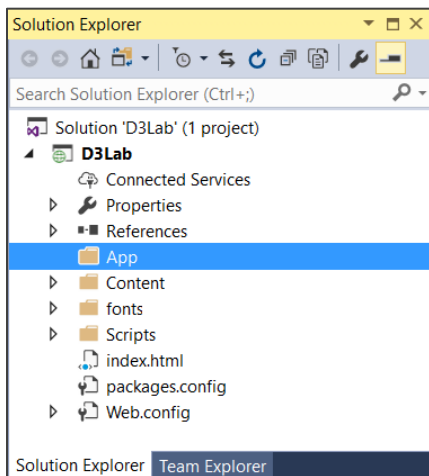 Solution Explorer
Search Solution Explorer (Ctrl+;)
Solution 'D3Lab' (1 project)
D3Lab
Connected Services
Properties
References
App
Content
fonts
Scripts
index.html
packages.config
Web.config
Solution Explorer Team Explorer